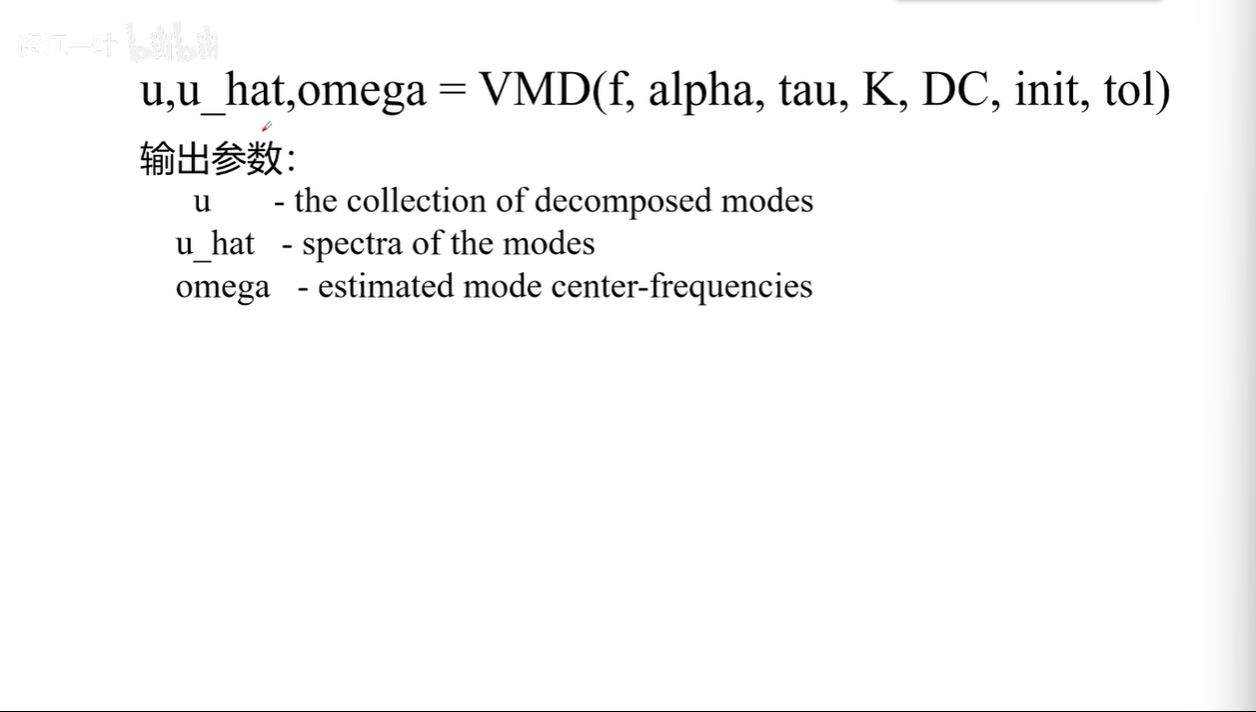 bilibili
u,u_hat,omega = VMD(f, alpha, tau, K, DC, init, tol)
输出参数：
u - the collection of decomposed modes
u_hat - spectra of the modes
omega - estimated mode center-frequencies